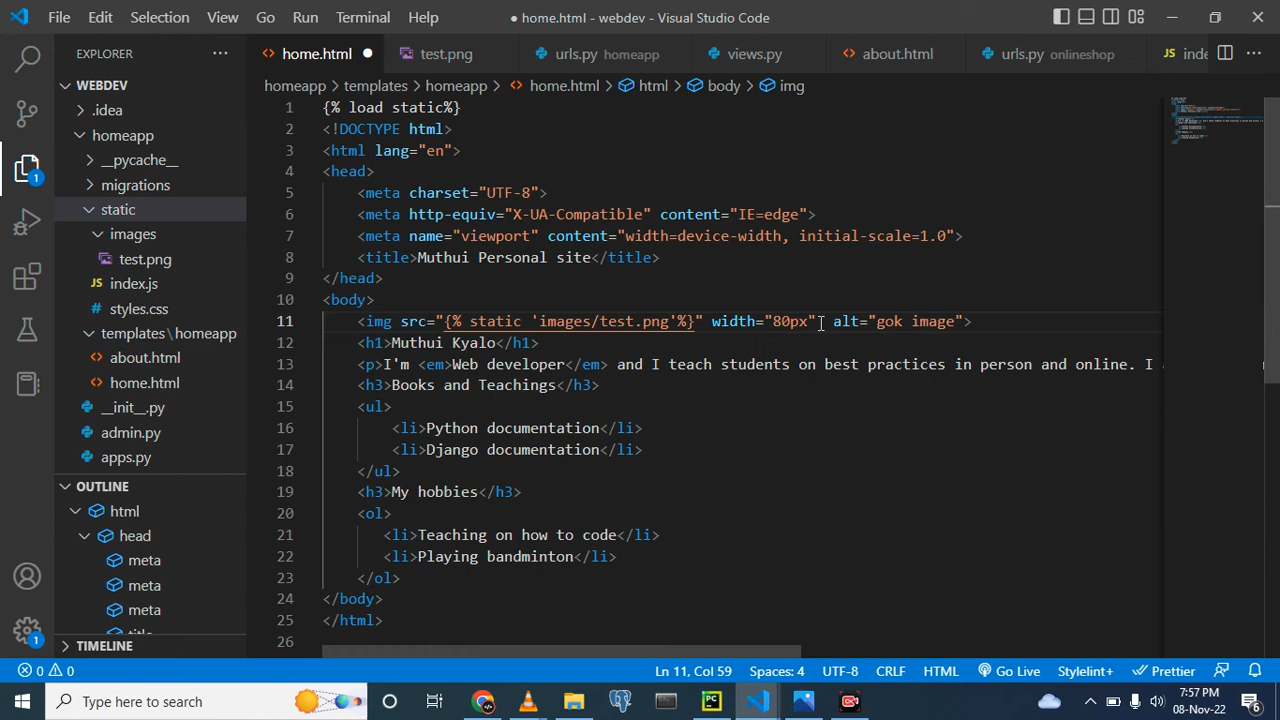 File Edit Selection View Go Run Terminal Help ● home.html - webdev - Visual Studio Code
EXPLORER ···
home.html test.png urls.py homeapp views.py about.html urls.py onlineshop JS inde ···
WEBDEV
homeapp > templates > homeapp > home.html > html > body > img
.idea
homeapp
__pycache__
migrations
static
images
test.png
JS index.js
styles.css
templates\homeapp
about.html
home.html
__init__.py
admin.py
apps.py
OUTLINE
html
head
meta
meta
meta
TIMELINE
1 {% load static%}
2 <!DOCTYPE html>
3 <html lang="en">
4 <head>
5 <meta charset="UTF-8">
6 <meta http-equiv="X-UA-Compatible" content="IE=edge">
7 <meta name="viewport" content="width=device-width, initial-scale=1.0">
8 <title>Muthui Personal site</title>
9 </head>
10 <body>
11 <img src="{% static 'images/test.png'%}" width="80px" alt="gok image">
12 <h1>Muthui Kyalo</h1>
13 <p>I'm <em>Web developer</em> and I teach students on best practices in person and online. I
14 <h3>Books and Teachings</h3>
15 <ul>
16 <li>Python documentation</li>
17 <li>Django documentation</li>
18 </ul>
19 <h3>My hobbies</h3>
20 <ol>
21 <li>Teaching on how to code</li>
22 <li>Playing bandminton</li>
23 </ol>
24 </body>
25 </html>
26
1
1
0 0 Ln 11, Col 59 Spaces: 4 UTF-8 CRLF HTML Go Live Stylelint+ Prettier
Type here to search
PC
7:57 PM
08-Nov-22
6